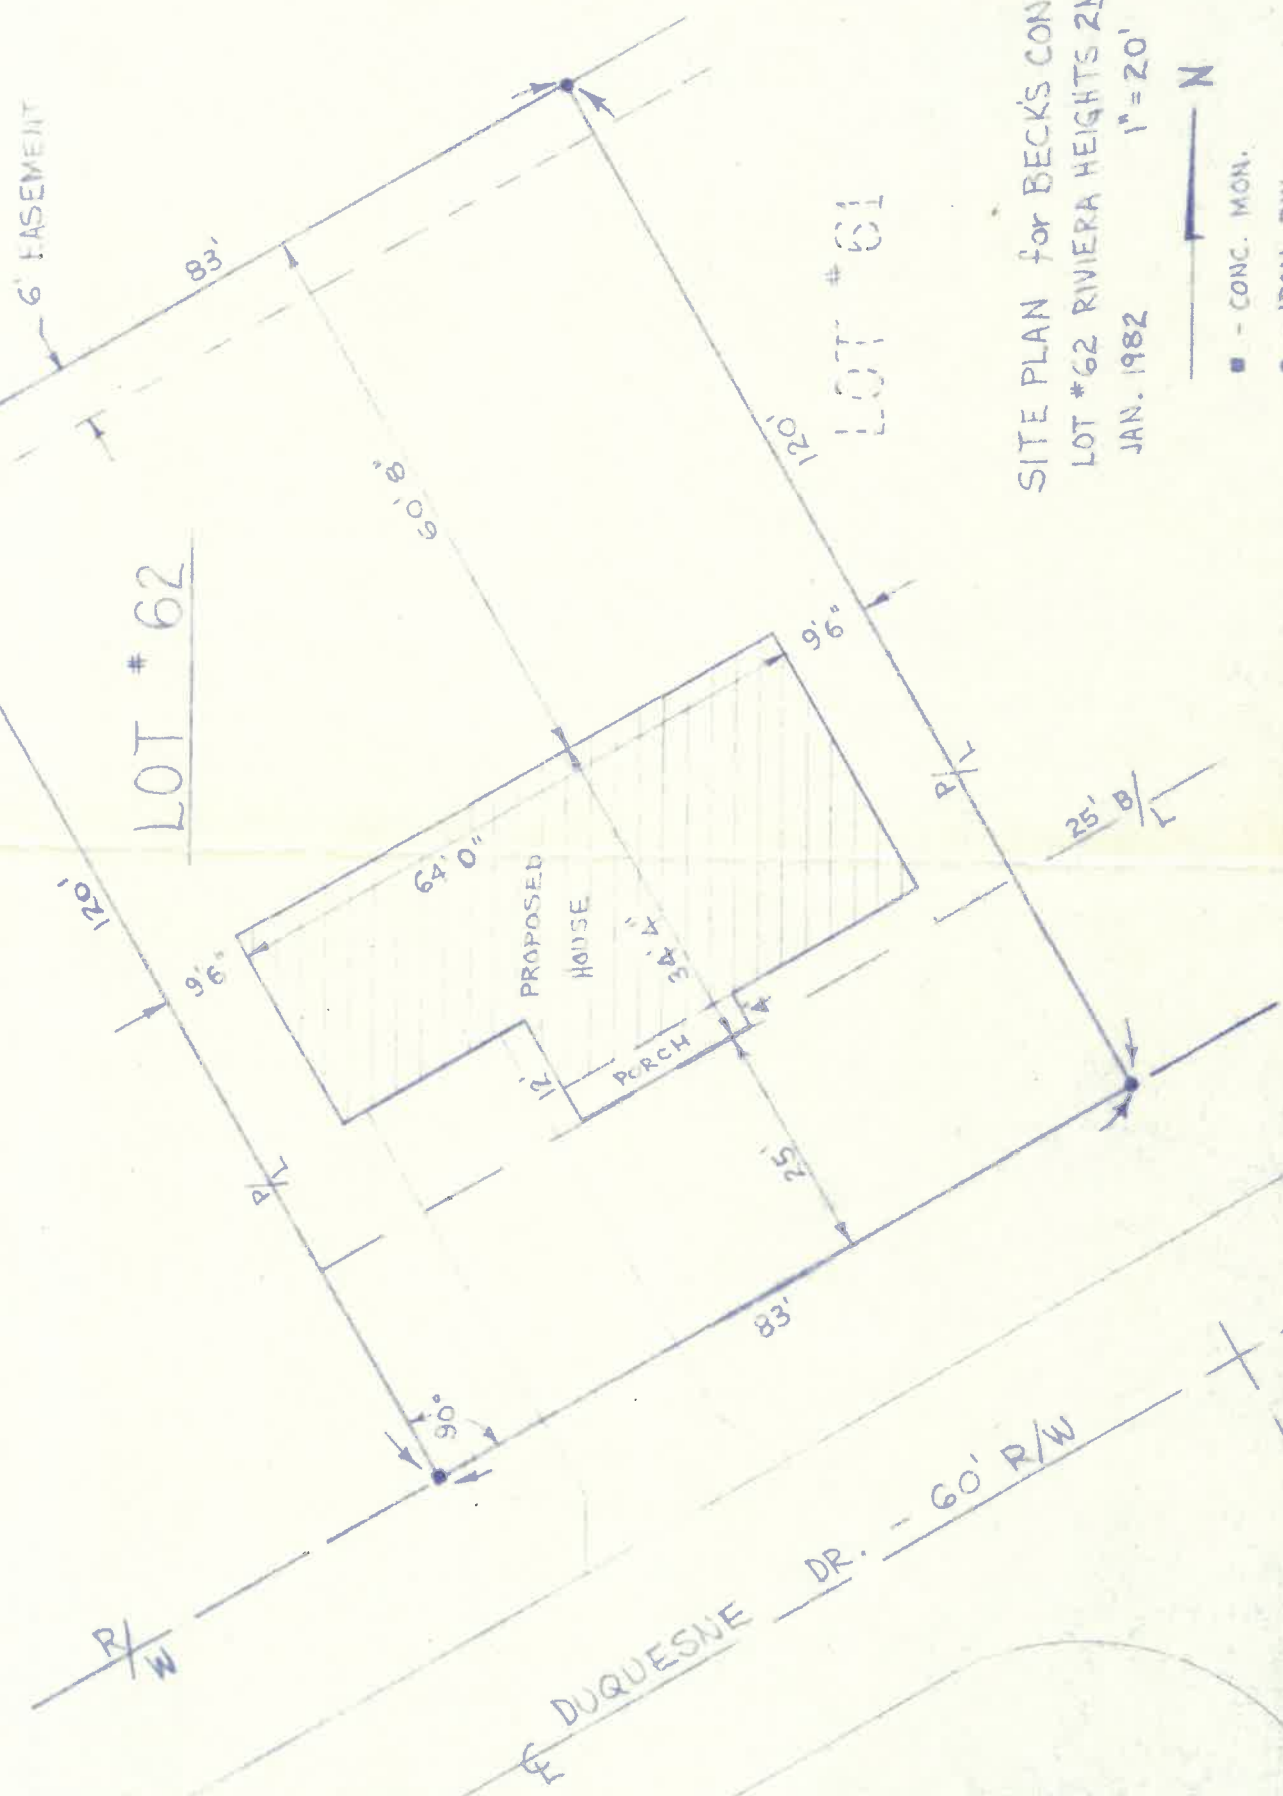 6' EASEMENT
83'
LOT # 62
60' 8"
120'
LOT # 61
120'
9' 6"
9' 6"
64' 0"
PROPOSED
HOUSE
34' 4"
12'
PORCH
4'
25'
P/L
P/L
25' B/L
90°
83'
R/W
℄ DUQUESNE DR. - 60' R/W
SITE PLAN for BECK'S CON
LOT #62 RIVIERA HEIGHTS
JAN. 1982 1"=20'
N
■ - CONC. MON.